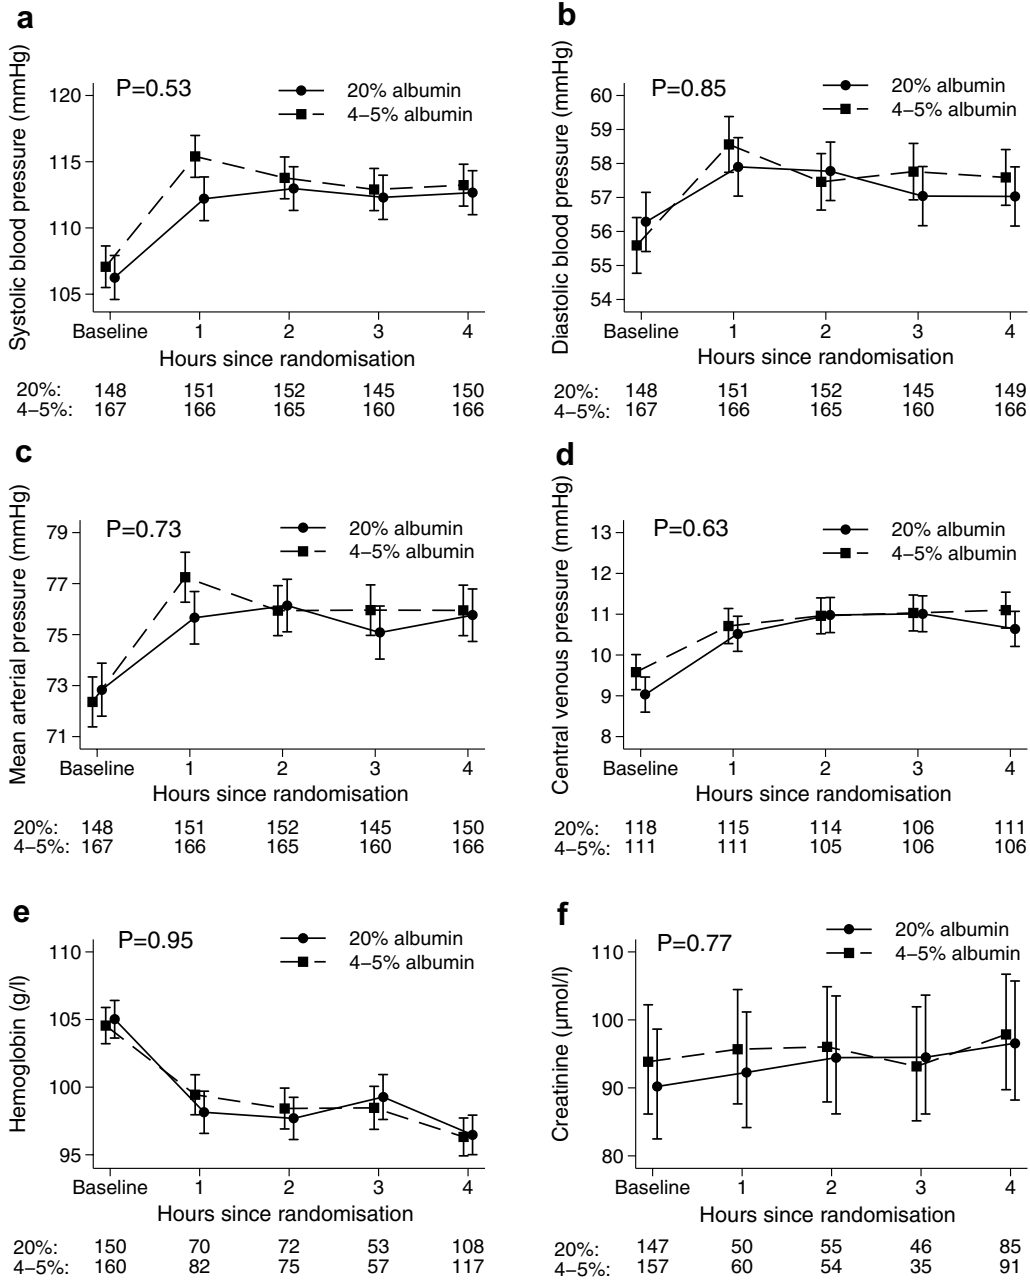 a
Systolic blood pressure (mmHg)
P=0.53
20% albumin
4–5% albumin
120
115
110
105
Baseline 1 2 3 4
Hours since randomisation
20%: 148 151 152 145 150
4–5%: 167 166 165 160 166
b
Diastolic blood pressure (mmHg)
P=0.85
20% albumin
4–5% albumin
60
59
58
57
56
55
54
Baseline 1 2 3 4
Hours since randomisation
20%: 148 151 152 145 149
4–5%: 167 166 165 160 166
c
Mean arterial pressure (mmHg)
P=0.73
20% albumin
4–5% albumin
79
77
75
73
71
Baseline 1 2 3 4
Hours since randomisation
20%: 148 151 152 145 150
4–5%: 167 166 165 160 166
d
Central venous pressure (mmHg)
P=0.63
20% albumin
4–5% albumin
13
12
11
10
9
8
Baseline 1 2 3 4
Hours since randomisation
20%: 118 115 114 106 111
4–5%: 111 111 105 106 106
e
Hemoglobin (g/l)
P=0.95
20% albumin
4–5% albumin
110
105
100
95
Baseline 1 2 3 4
Hours since randomisation
20%: 150 70 72 53 108
4–5%: 160 82 75 57 117
f
Creatinine (µmol/l)
P=0.77
20% albumin
4–5% albumin
110
100
90
80
Baseline 1 2 3 4
Hours since randomisation
20%: 147 50 55 46 85
4–5%: 157 60 54 35 91